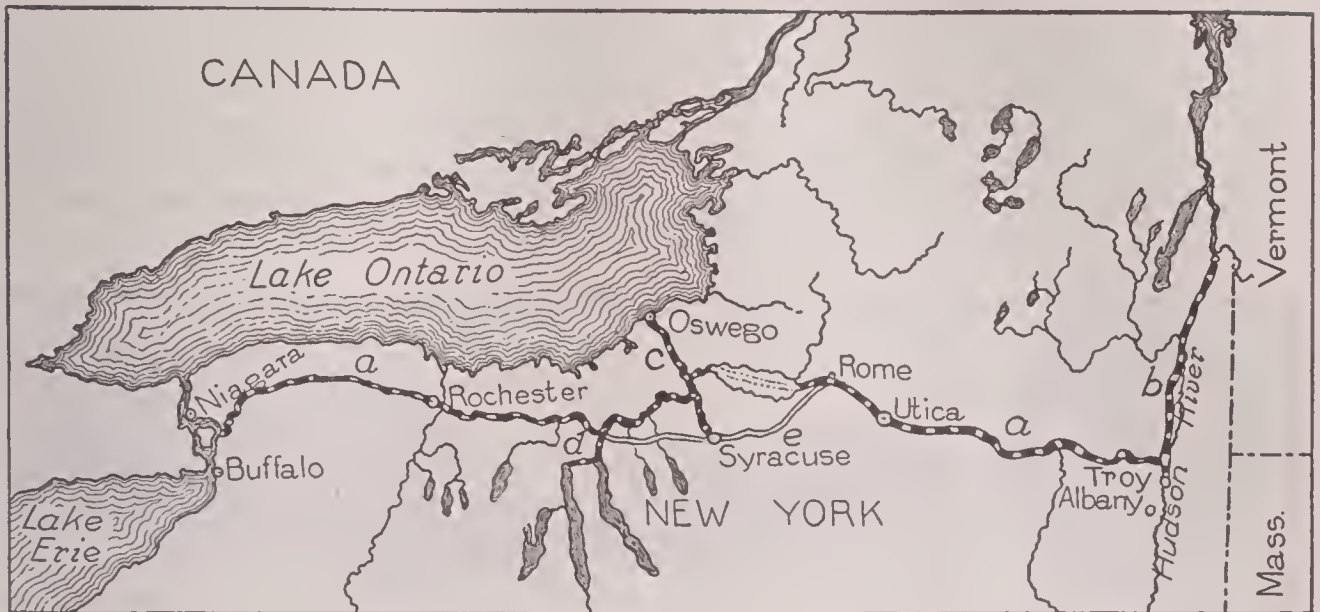 CANADA
Vermont
Lake Ontario
Oswego
Niagara
a
c
Rochester
Rome
b
River
Utica
a
d
e
Syracuse
Buffalo
Troy
Albany
Hudson
NEW YORK
Lake
Erie
Mass.